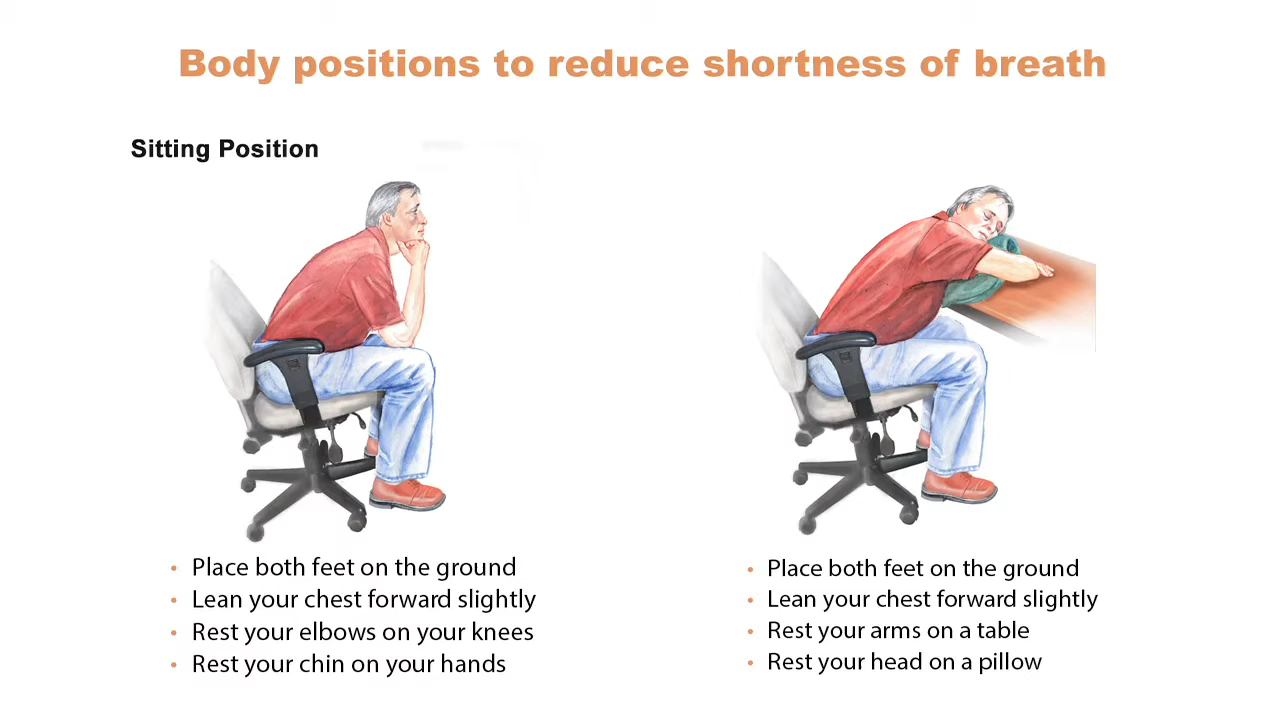 Body positions to reduce shortness of breath
Sitting Position
• Place both feet on the ground
• Lean your chest forward slightly
• Rest your elbows on your knees
• Rest your chin on your hands
• Place both feet on the ground
• Lean your chest forward slightly
• Rest your arms on a table
• Rest your head on a pillow